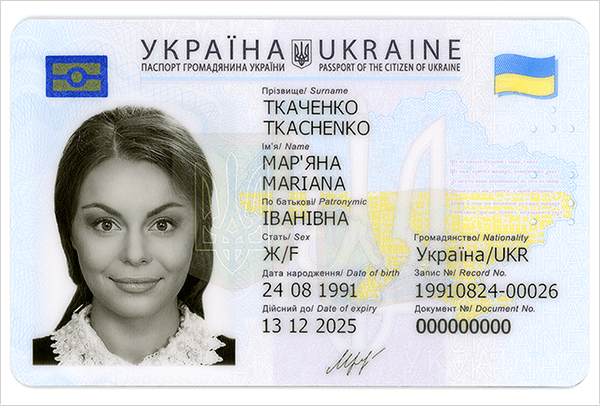 УКРАЇНА UKRAINE
ПАСПОРТ ГРОМАДЯНИНА УКРАЇНИ PASSPORT OF THE CITIZEN OF UKRAINE
Прізвище/ Surname
ТКАЧЕНКО
TKACHENKO
Ім'я/ Name
МАР'ЯНА
MARIANA
По батькові/ Patronymic
ІВАНІВНА
Стать/ Sex
Ж/F
Громадянство/ Nationality
Україна/UKR
Дата народження/ Date of birth
24 08 1991
Запис №/ Record No.
19910824-00026
Дійсний до/ Date of expiry
13 12 2025
Документ №/ Document No.
000000000